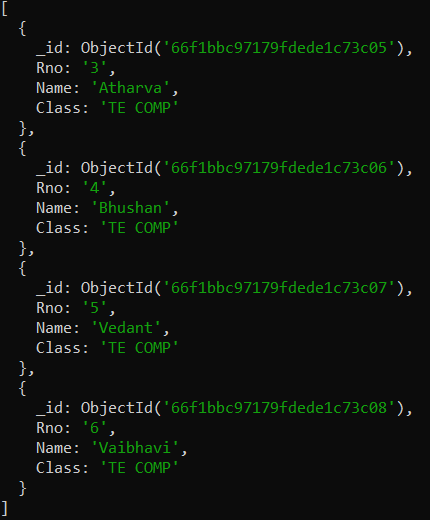 [
  {
    _id: ObjectId('66f1bbc97179fdede1c73c05'),
    Rno: '3',
    Name: 'Atharva',
    Class: 'TE COMP'
  },
  {
    _id: ObjectId('66f1bbc97179fdede1c73c06'),
    Rno: '4',
    Name: 'Bhushan',
    Class: 'TE COMP'
  },
  {
    _id: ObjectId('66f1bbc97179fdede1c73c07'),
    Rno: '5',
    Name: 'Vedant',
    Class: 'TE COMP'
  },
  {
    _id: ObjectId('66f1bbc97179fdede1c73c08'),
    Rno: '6',
    Name: 'Vaibhavi',
    Class: 'TE COMP'
  }
]